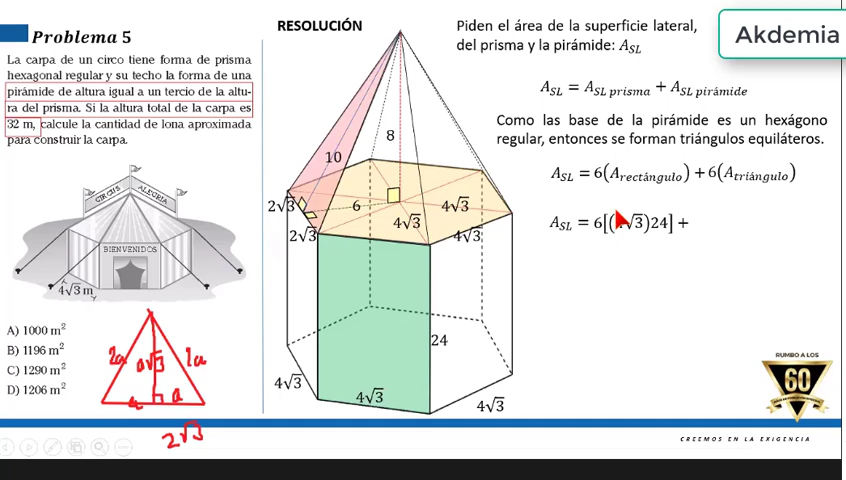 Problema 5
La carpa de un circo tiene forma de prisma
hexagonal regular y su techo la forma de una
pirámide de altura igual a un tercio de la altu-
ra del prisma. Si la altura total de la carpa es
32 m, calcule la cantidad de lona aproximada
para construir la carpa.
CIRCUS ALEGRIA
BIENVENIDOS
4√3 m
A) 1000 m²
B) 1196 m²
C) 1290 m²
D) 1206 m²
2a a√3 2a
a a
2√3
RESOLUCIÓN
8
10
2√3 6 4√3 4√3
2√3 4√3
24
4√3 4√3 4√3
Piden el área de la superficie lateral,
del prisma y la pirámide: A_SL
A_SL = A_SL prisma + A_SL pirámide
Como las base de la pirámide es un hexágono
regular, entonces se forman triángulos equiláteros.
A_SL = 6(A_rectángulo) + 6(A_triángulo)
A_SL = 6[( √3)24] +
Akdemia
RUMBO A LOS
60
CREEMOS EN LA EXIGENCIA